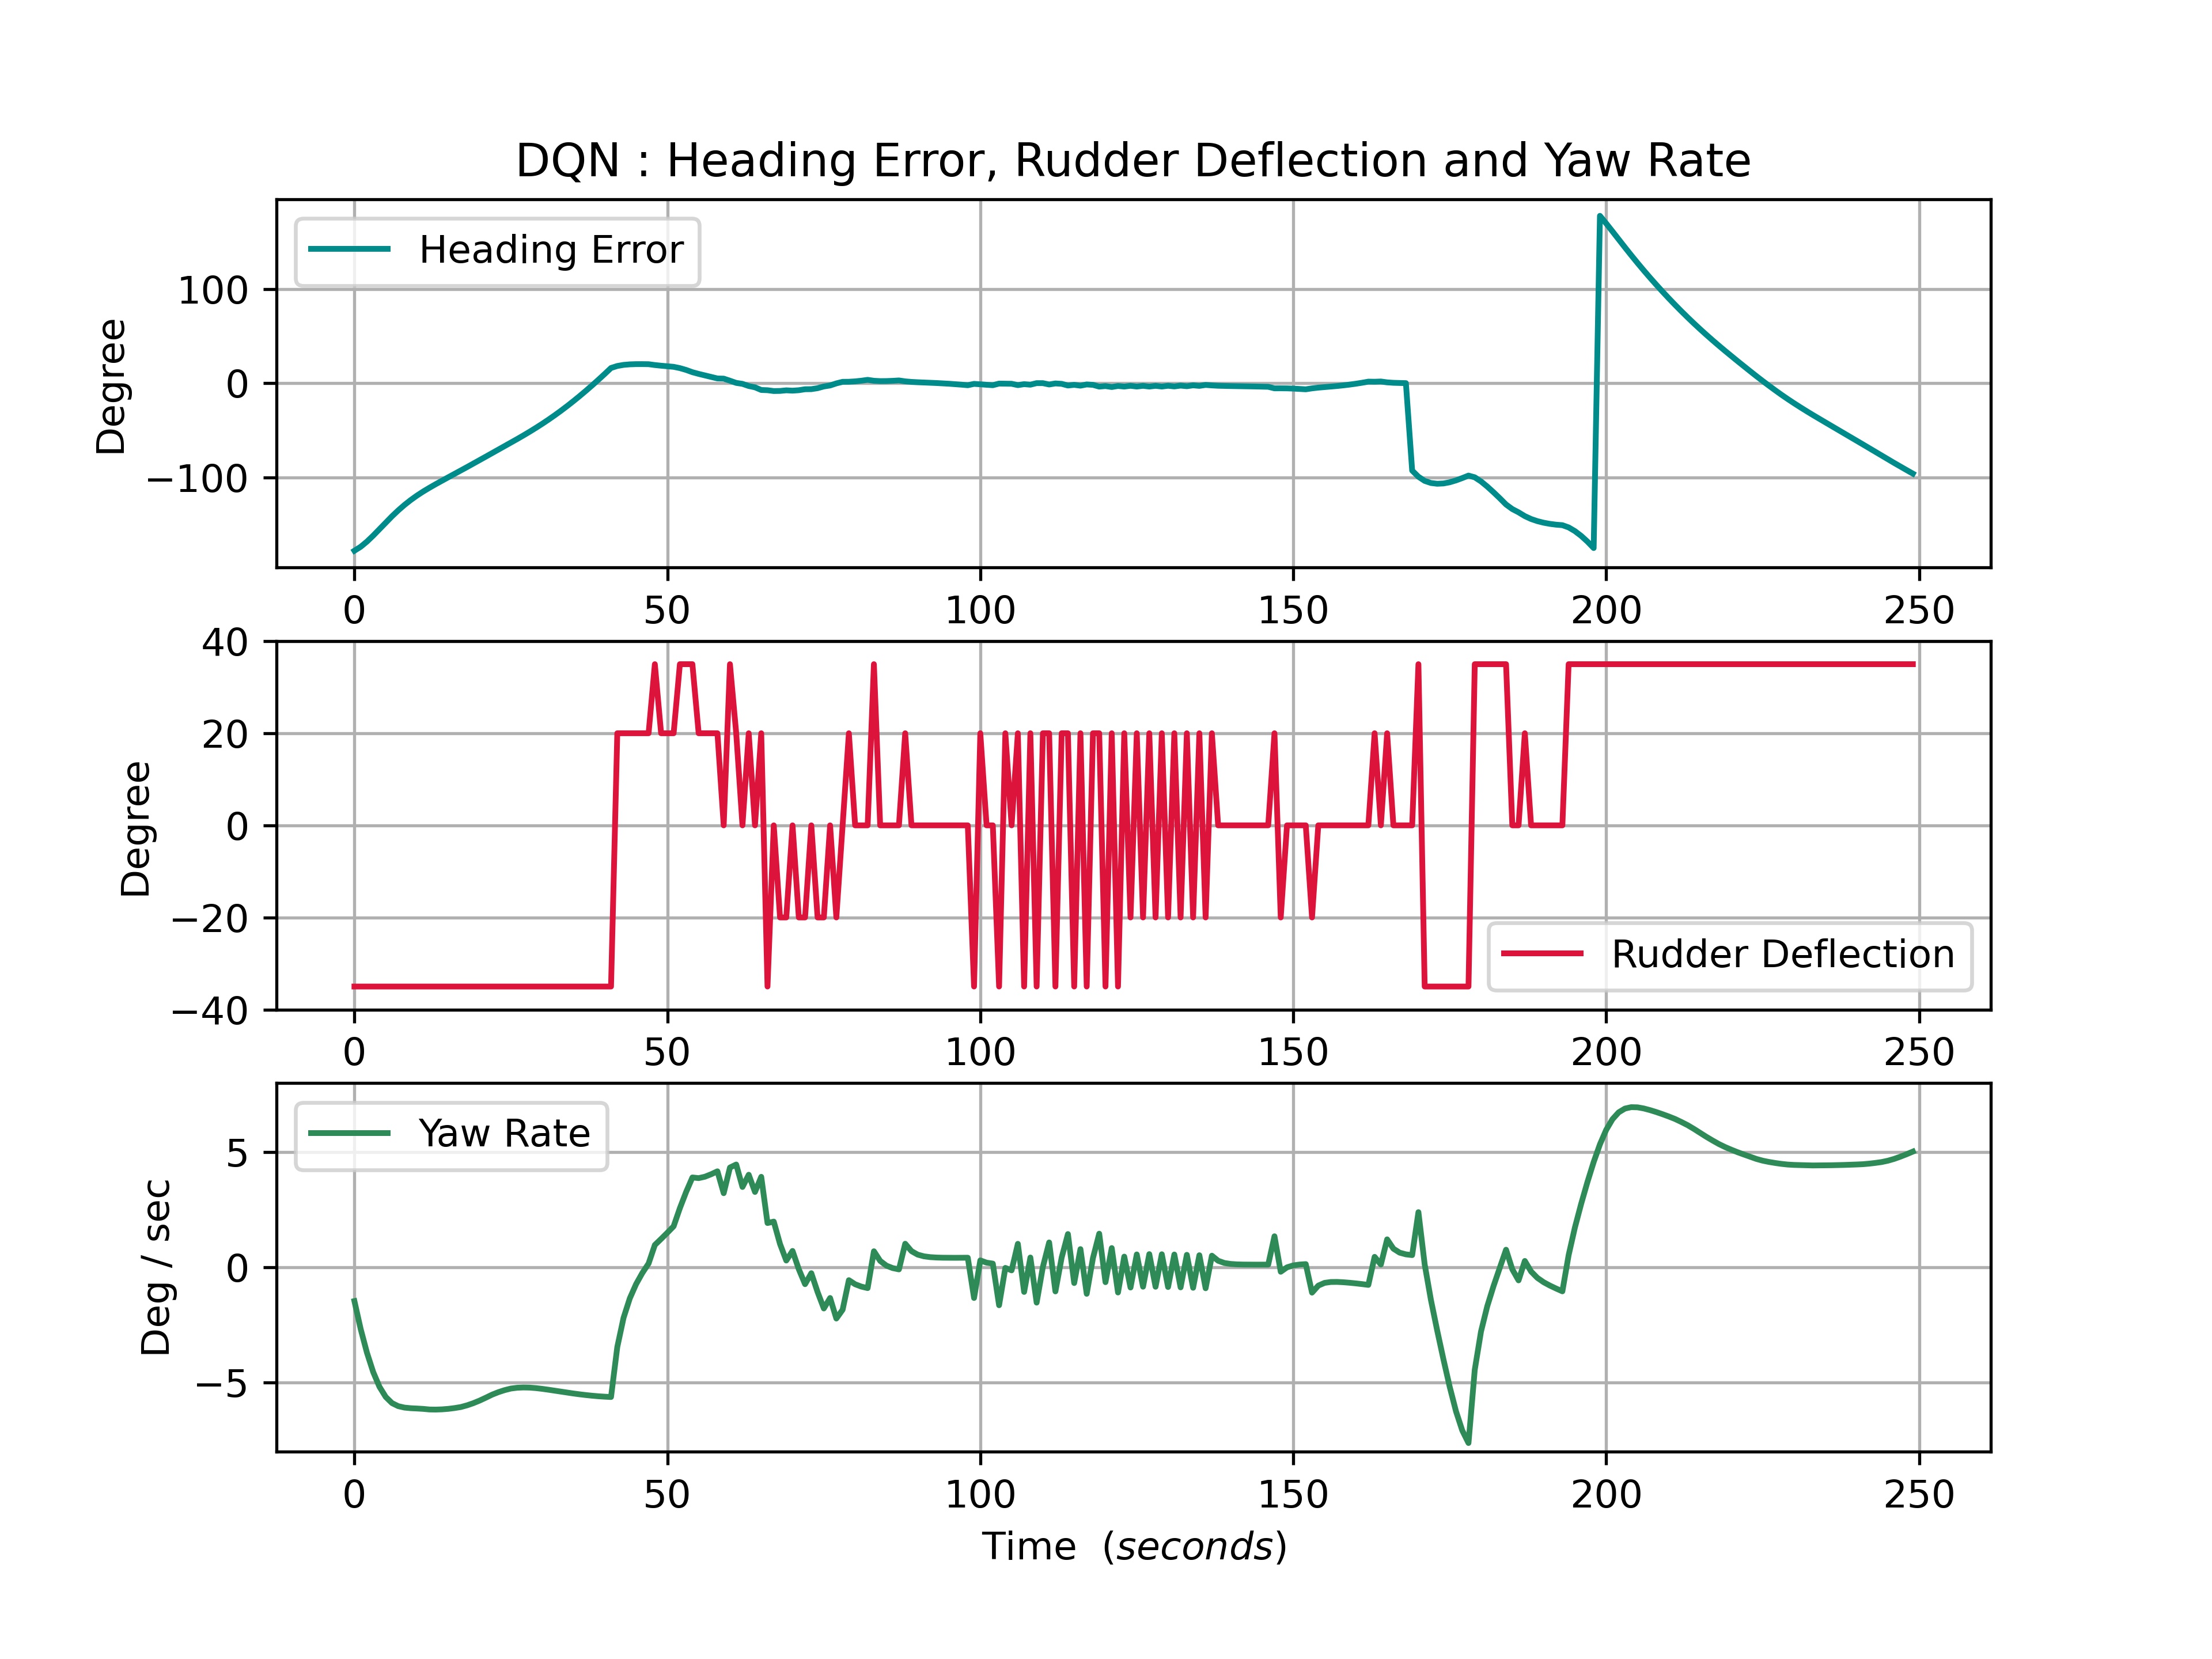 DQN : Heading Error, Rudder Deflection and Yaw Rate
Heading Error
Degree
100
0
−100
0 50 100 150 200 250
Degree
40
20
0
−20
−40
Rudder Deflection
0 50 100 150 200 250
Yaw Rate
Deg / sec
5
0
−5
0 50 100 150 200 250
Time (seconds)